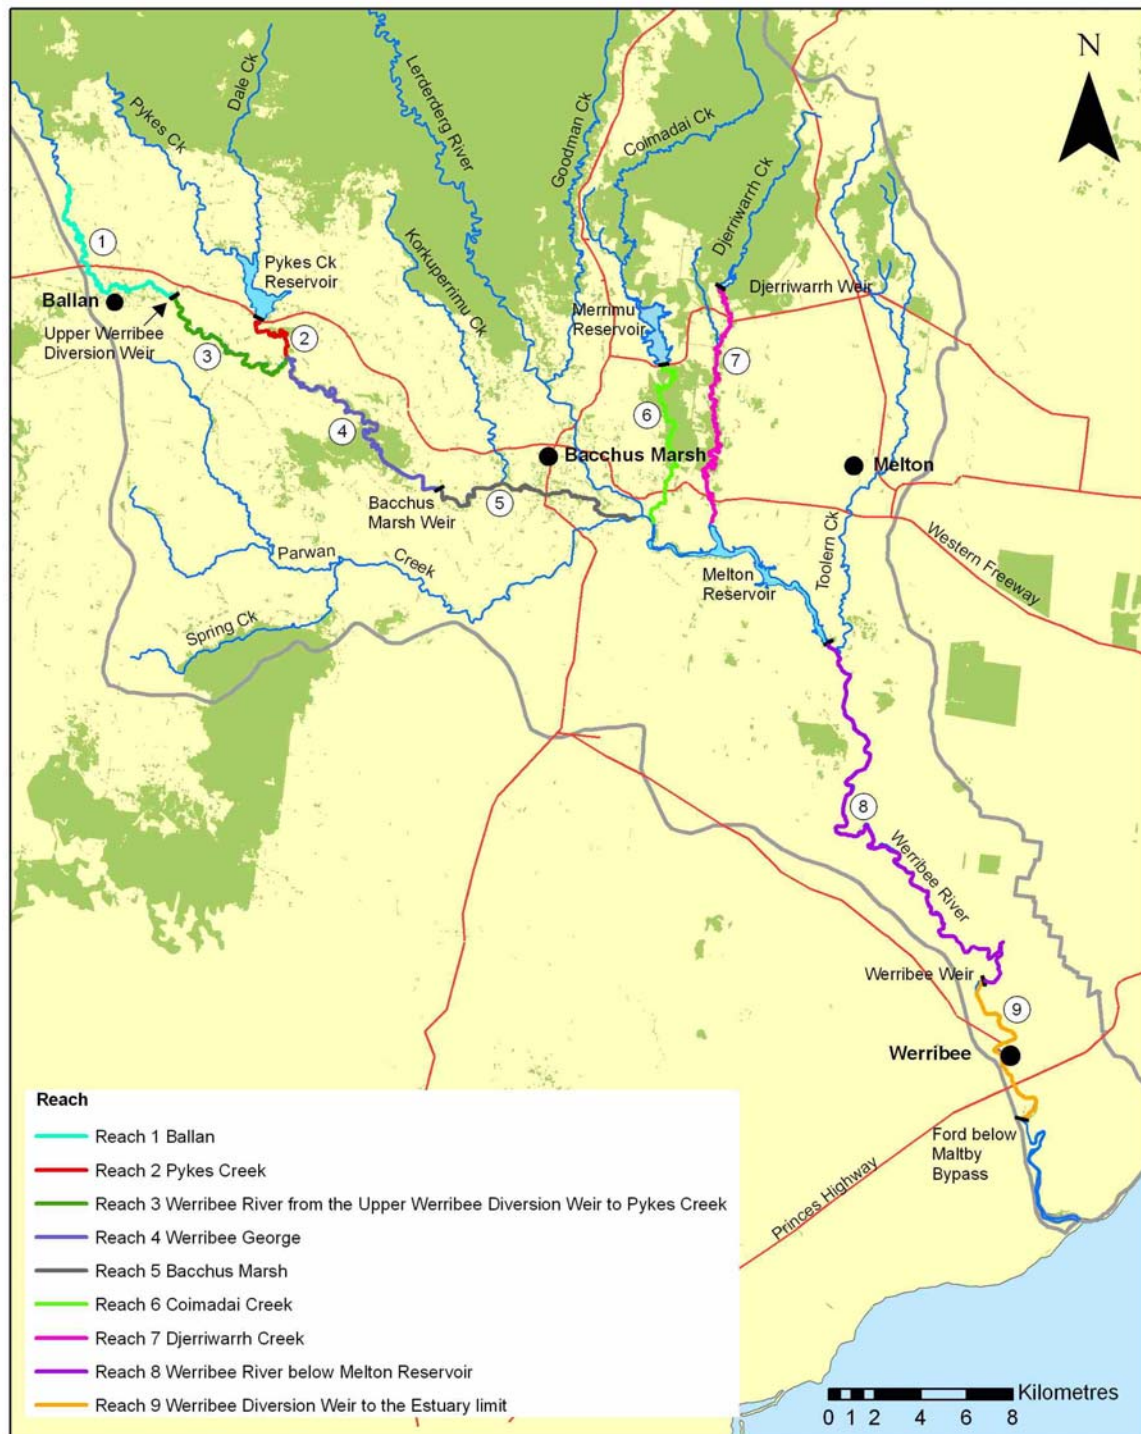 N
Pykes Ck
Dale Ck
Lerderderg River
Goodman Ck
Colmadai Ck
Djerriwarrh Ck
Korkuperrimu Ck
1
Pykes Ck
Reservoir
Ballan
Upper Werribee
Diversion Weir
2
3
Merrimu
Reservoir
Djerriwarrh Weir
7
6
4
Bacchus Marsh
Melton
Bacchus
Marsh Weir
5
Parwan
Creek
Spring Ck
Melton
Reservoir
Toolern Ck
Western Freeway
8
Werribee River
Werribee Weir
9
Werribee
Ford below
Maltby
Bypass
Princes Highway
Reach
Reach 1 Ballan
Reach 2 Pykes Creek
Reach 3 Werribee River from the Upper Werribee Diversion Weir to Pykes Creek
Reach 4 Werribee George
Reach 5 Bacchus Marsh
Reach 6 Coimadai Creek
Reach 7 Djerriwarrh Creek
Reach 8 Werribee River below Melton Reservoir
Reach 9 Werribee Diversion Weir to the Estuary limit
Kilometres
0 1 2 4 6 8